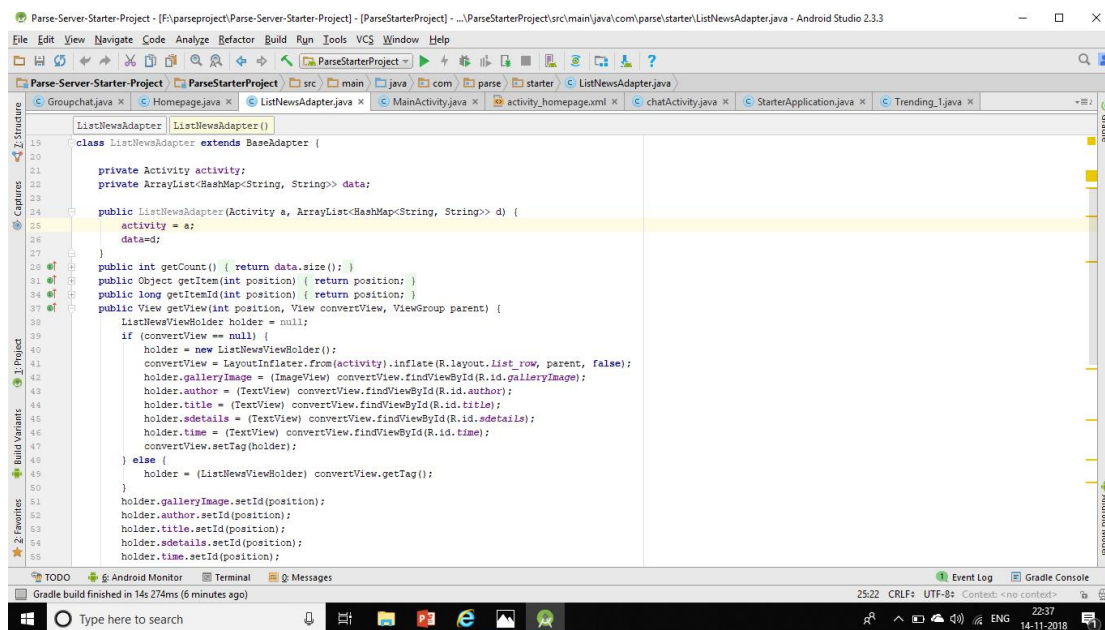 Parse-Server-Starter-Project - [F:\parseproject\Parse-Server-Starter-Project] - [ParseStarterProject] - ...\ParseStarterProject\src\main\java\com\parse\starter\ListNewsAdapter.java - Android Studio 2.3.3
File Edit View Navigate Code Analyze Refactor Build Run Tools VCS Window Help
ParseStarterProject
Parse-Server-Starter-Project ParseStarterProject src main java com parse starter ListNewsAdapter.java
Groupchat.java Homepage.java ListNewsAdapter.java MainActivity.java activity_homepage.xml chatActivity.java StarterApplication.java Trending_1.java
ListNewsAdapter ListNewsAdapter()
19 class ListNewsAdapter extends BaseAdapter {
20
21 private Activity activity;
22 private ArrayList<HashMap<String, String>> data;
23
24 public ListNewsAdapter(Activity a, ArrayList<HashMap<String, String>> d) {
25 activity = a;
26 data=d;
27 }
28 public int getCount() { return data.size(); }
31 public Object getItem(int position) { return position; }
34 public long getItemId(int position) { return position; }
37 public View getView(int position, View convertView, ViewGroup parent) {
38 ListNewsViewHolder holder = null;
39 if (convertView == null) {
40 holder = new ListNewsViewHolder();
41 convertView = LayoutInflater.from(activity).inflate(R.layout.list_row, parent, false);
42 holder.galleryImage = (ImageView) convertView.findViewById(R.id.galleryImage);
43 holder.author = (TextView) convertView.findViewById(R.id.author);
44 holder.title = (TextView) convertView.findViewById(R.id.title);
45 holder.sdetails = (TextView) convertView.findViewById(R.id.sdetails);
46 holder.time = (TextView) convertView.findViewById(R.id.time);
47 convertView.setTag(holder);
48 } else {
49 holder = (ListNewsViewHolder) convertView.getTag();
50 }
51 holder.galleryImage.setId(position);
52 holder.author.setId(position);
53 holder.title.setId(position);
54 holder.sdetails.setId(position);
55 holder.time.setId(position);
Z: Structure
Captures
1: Project
Build Variants
2: Favorites
TODO 6: Android Monitor Terminal 0: Messages Event Log Gradle Console
Gradle build finished in 14s 274ms (6 minutes ago) 25:22 CRLF UTF-8 Context: <no context>
Type here to search ENG 22:37
14-11-2018